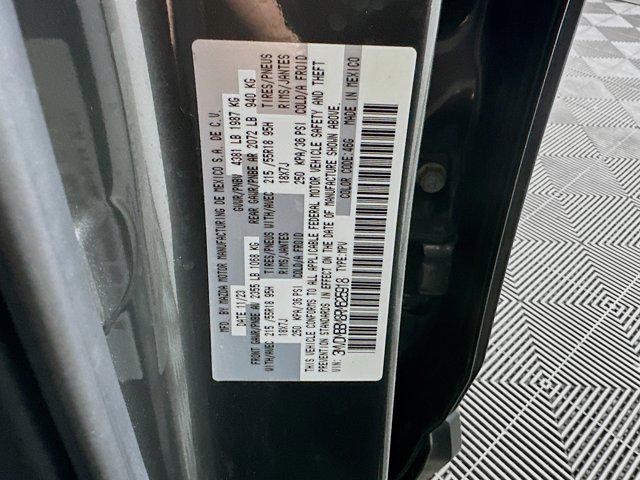 MFD. BY MAZDA MOTOR MANUFACTURING DE MEXICO S.A. DE C.V.
DATE 11/23 GVWR/PNBV 4381 LB 1987 KG
FRONT GAWR/PNBE AV 2355 LB 1068 KG REAR GAWR/PNBE AR 2072 LB 940 KG
WITH/AVEC 215/55R18 95H TIRES/PNEUS WITH/AVEC 215/55R18 95H TIRES/PNEUS
18X7J RIMS/JANTES 18X7J RIMS/JANTES
250 KPA/36 PSI COLD/A FROID 250 KPA/36 PSI COLD/A FROID
THIS VEHICLE CONFORMS TO ALL APPLICABLE FEDERAL MOTOR VEHICLE SAFETY AND THEFT
PREVENTION STANDARDS IN EFFECT ON THE DATE OF MANUFACTURE SHOWN ABOVE.
VIN: TYPE: MPV COLOR CODE: 46G MADE IN MEXICO